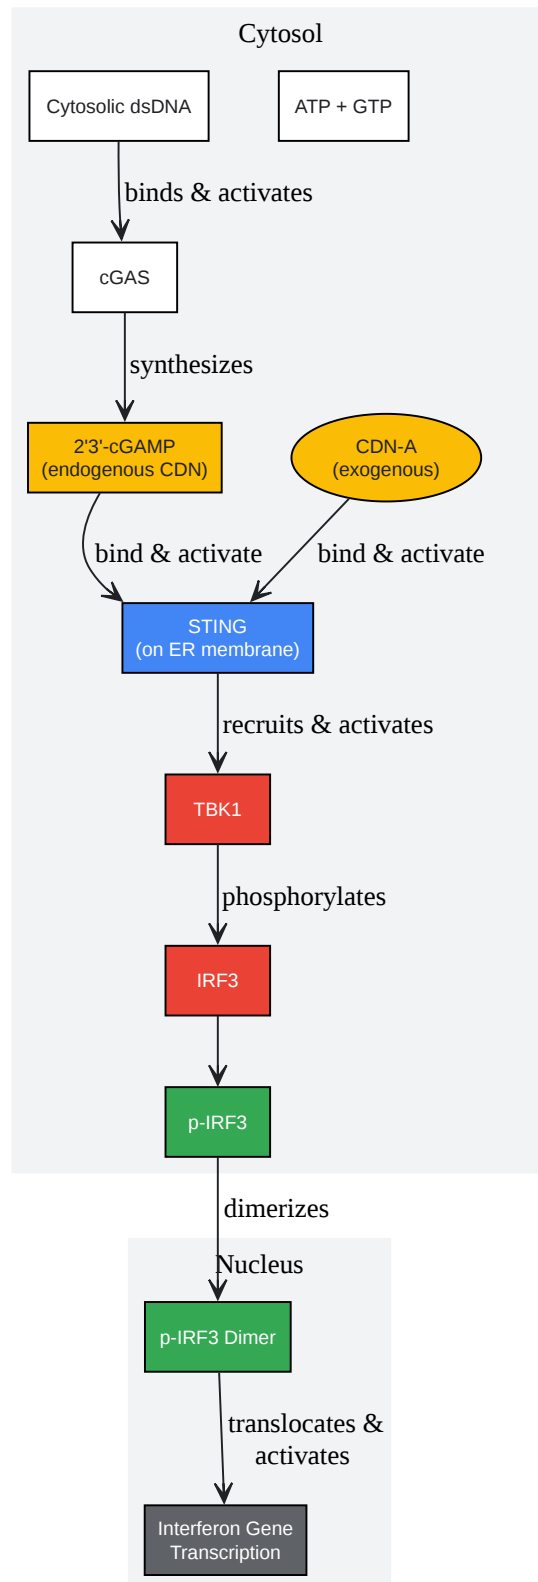 Cytosol
Cytosolic dsDNA
ATP + GTP
binds & activates
cGAS
synthesizes
2'3'-cGAMP
(endogenous CDN)
CDN-A
(exogenous)
bind & activate
bind & activate
STING
(on ER membrane)
recruits & activates
TBK1
phosphorylates
IRF3
p-IRF3
dimerizes
Nucleus
p-IRF3 Dimer
translocates &
activates
Interferon Gene
Transcription